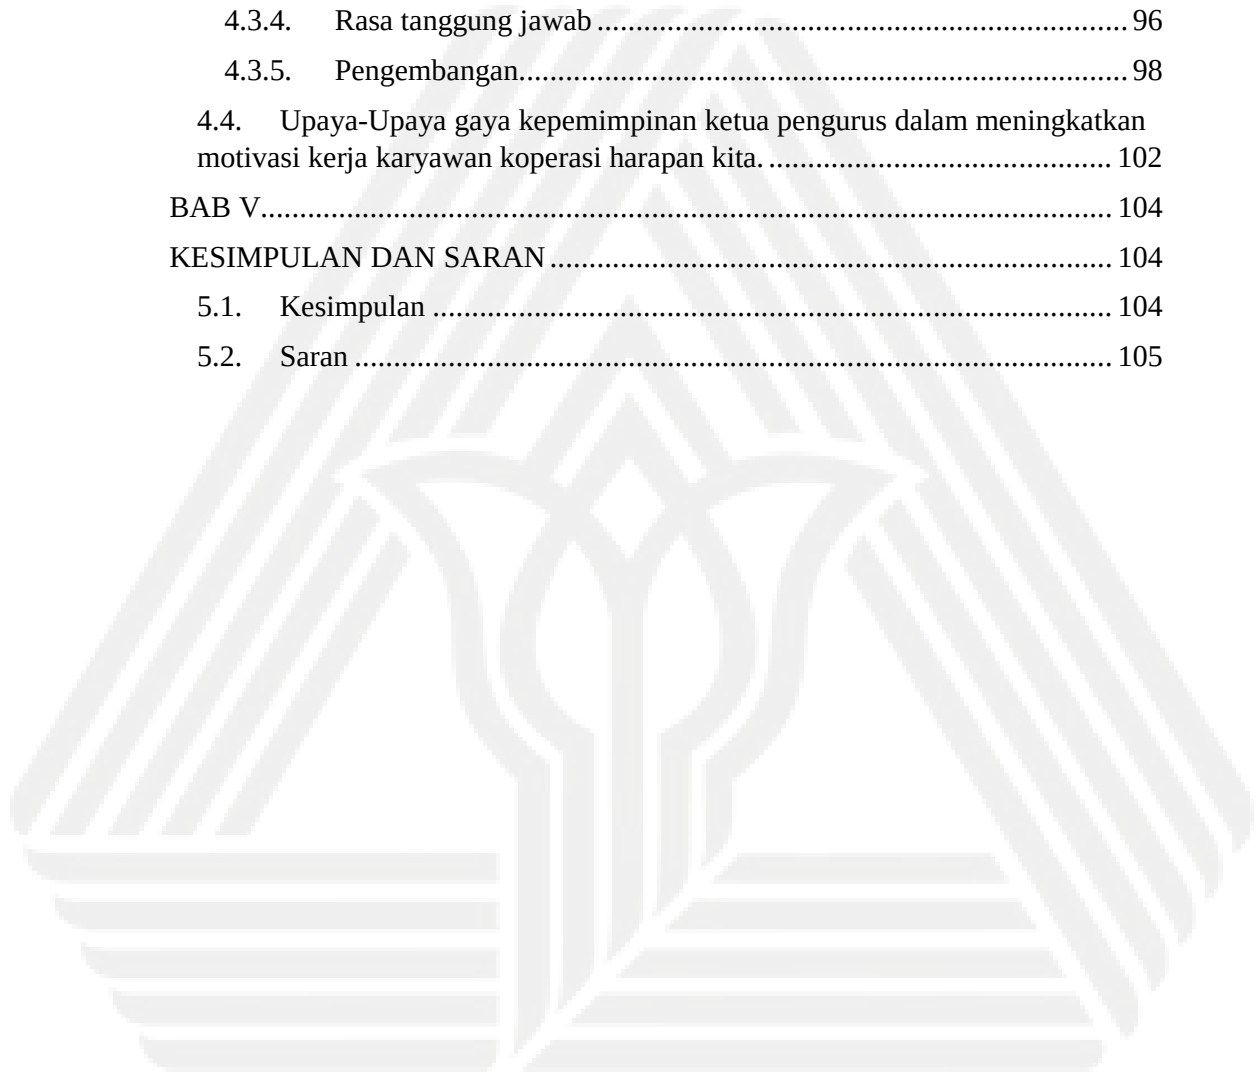 4.3.4. Rasa tanggung jawab ........................................................................ 96
4.3.5. Pengembangan.................................................................................. 98
4.4. Upaya-Upaya gaya kepemimpinan ketua pengurus dalam meningkatkan
motivasi kerja karyawan koperasi harapan kita. ............................................. 102
BAB V.............................................................................................................. 104
KESIMPULAN DAN SARAN ......................................................................... 104
5.1. Kesimpulan ........................................................................................ 104
5.2. Saran .................................................................................................. 105